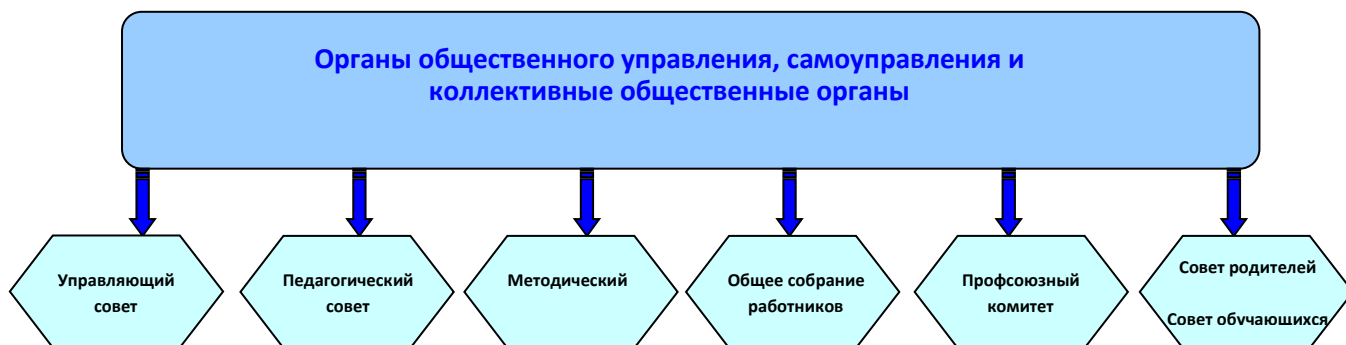 Органы общественного управления, самоуправления и
коллективные общественные органы
Управляющий
совет
Педагогический
совет
Методический
Общее собрание
работников
Профсоюзный
комитет
Совет родителей
Совет обучающихся